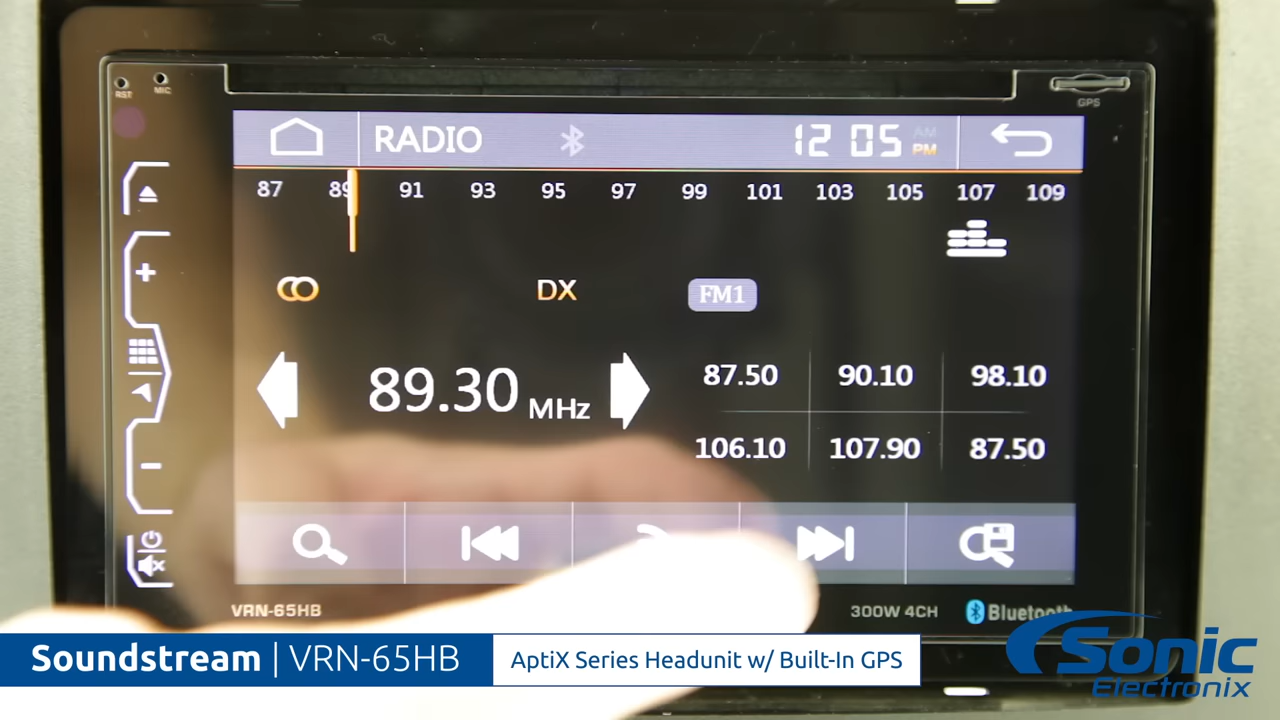 RST
MIC
GPS
RADIO
12 05 AM PM
87 89 91 93 95 97 99 101 103 105 107 109
DX
FM1
89.30 MHz
87.50 90.10 98.10
106.10 107.90 87.50
VRN-65HB
300W 4CH
Bluetooth
Soundstream | VRN-65HB
AptiX Series Headunit w/ Built-In GPS
Sonic
Electronix